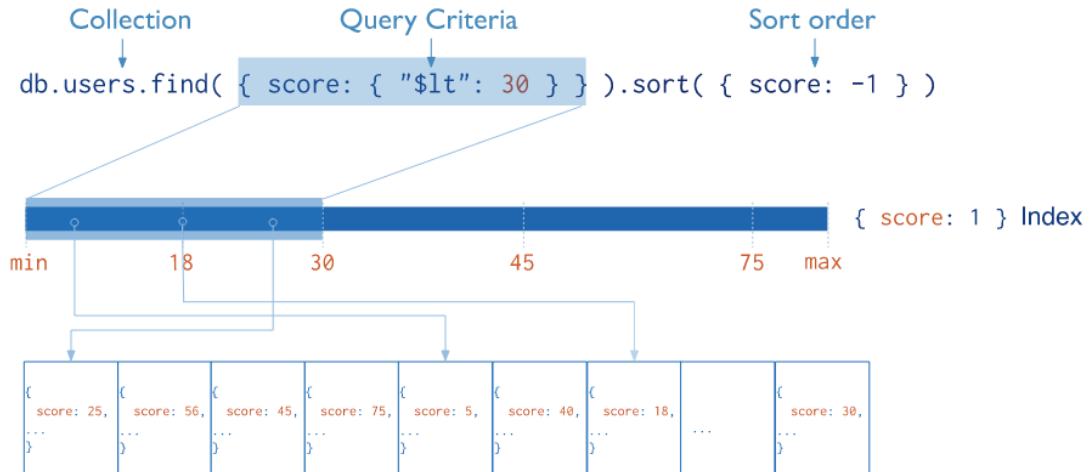 Collection Query Criteria Sort order
db.users.find( { score: { "$lt": 30 } } ).sort( { score: -1 } )
{ score: 1 } Index
min 18 30 45 75 max
{ { { { { { { {
score: 25, score: 56, score: 45, score: 75, score: 5, score: 40, score: 18, score: 30,
... ... ... ... ... ... ... ... ...
} } } } } } } }